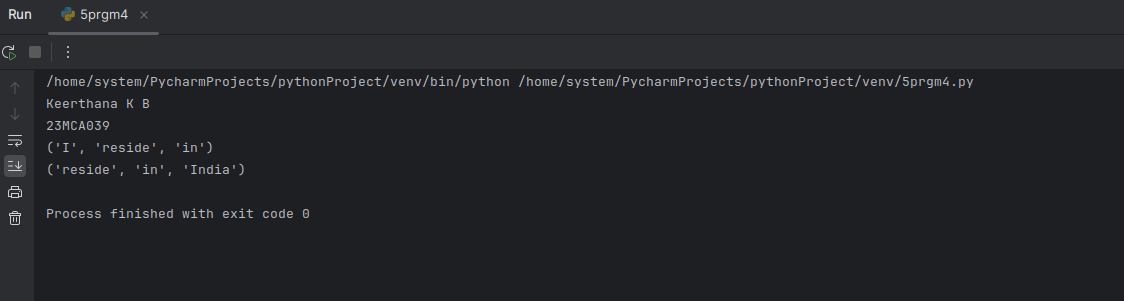 Run 5prgm4
/home/system/PycharmProjects/pythonProject/venv/bin/python /home/system/PycharmProjects/pythonProject/venv/5prgm4.py
Keerthana K B
23MCA039
('I', 'reside', 'in')
('reside', 'in', 'India')
Process finished with exit code 0